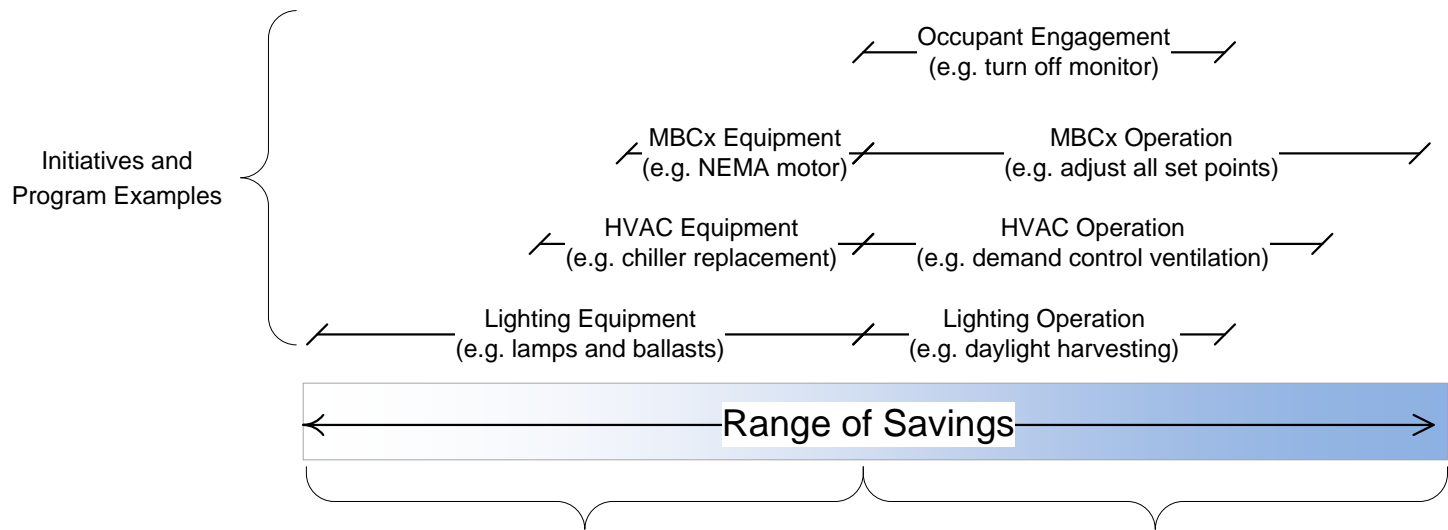 Occupant Engagement
(e.g. turn off monitor)
MBCx Equipment
(e.g. NEMA motor)
MBCx Operation
(e.g. adjust all set points)
Initiatives and
Program Examples
HVAC Equipment
(e.g. chiller replacement)
HVAC Operation
(e.g. demand control ventilation)
Lighting Equipment
(e.g. lamps and ballasts)
Lighting Operation
(e.g. daylight harvesting)
Range of Savings